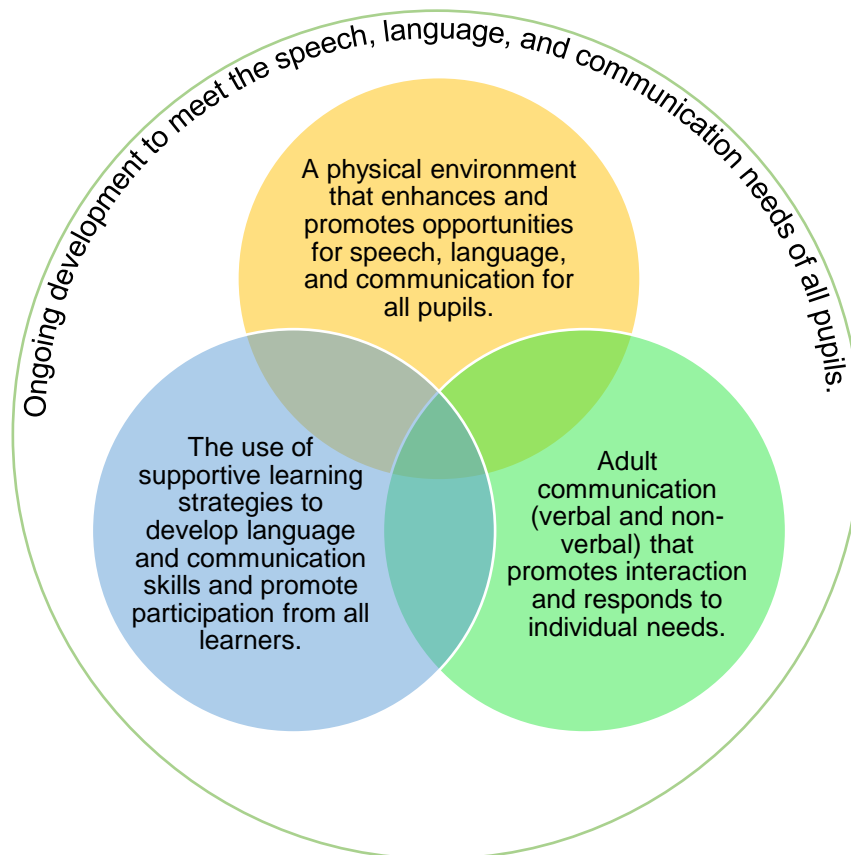 Ongoing development to meet the speech, language, and communication needs of all pupils.
A physical environment
that enhances and
promotes opportunities
for speech, language,
and communication for
all pupils.
The use of
supportive learning
strategies to
develop language
and communication
skills and promote
participation from all
learners.
Adult
communication
(verbal and non-
verbal) that
promotes interaction
and responds to
individual needs.